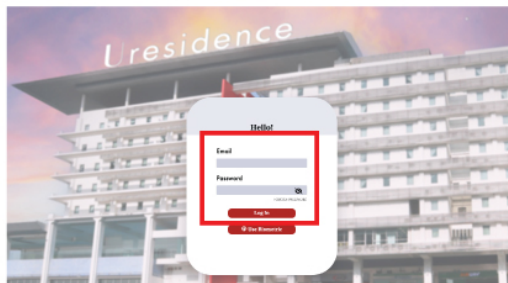 Uresidence
Hello!
Email
Password
Log In
Use Biometric